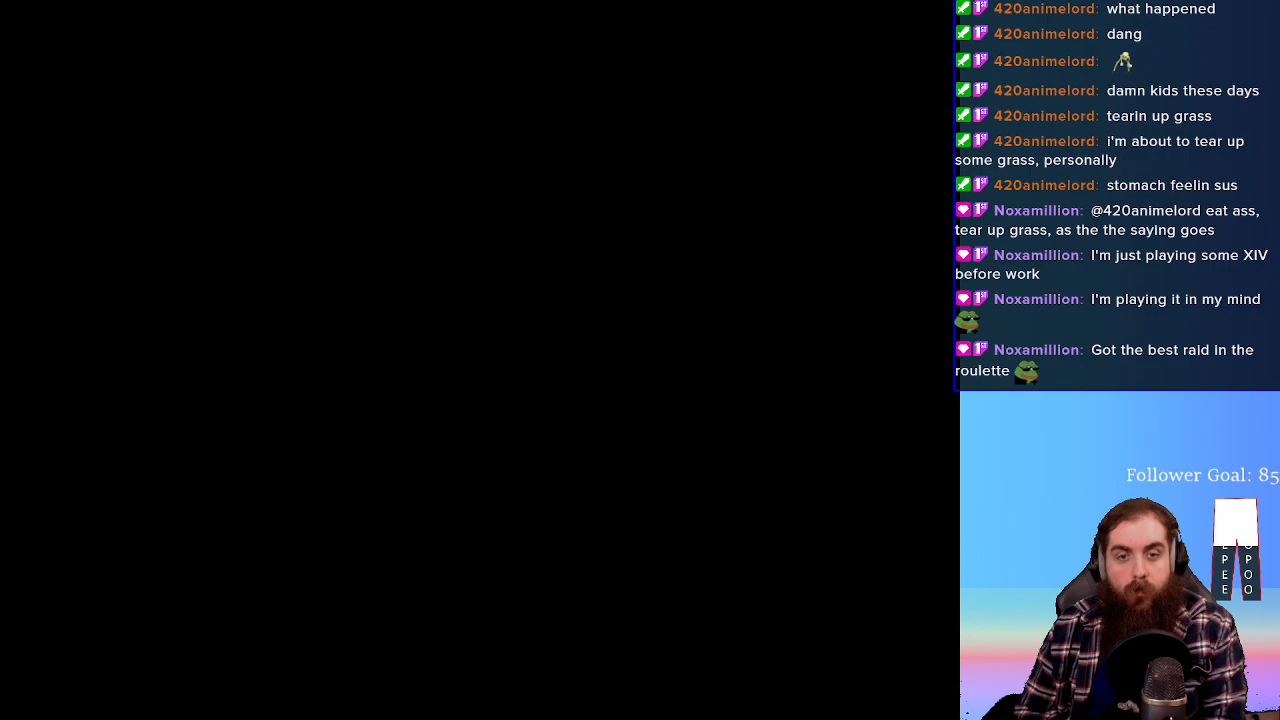 420animelord: what happened
420animelord: dang
420animelord:
420animelord: damn kids these days
420animelord: tearin up grass
420animelord: i'm about to tear up
some grass, personally
420animelord: stomach feelin sus
Noxamillion: @420animelord eat ass,
tear up grass, as the the saying goes
Noxamillion: I'm just playing some XIV
before work
Noxamillion: I'm playing it in my mind
Noxamillion: Got the best raid in the
roulette
Follower Goal: 85
P O
E O
E O